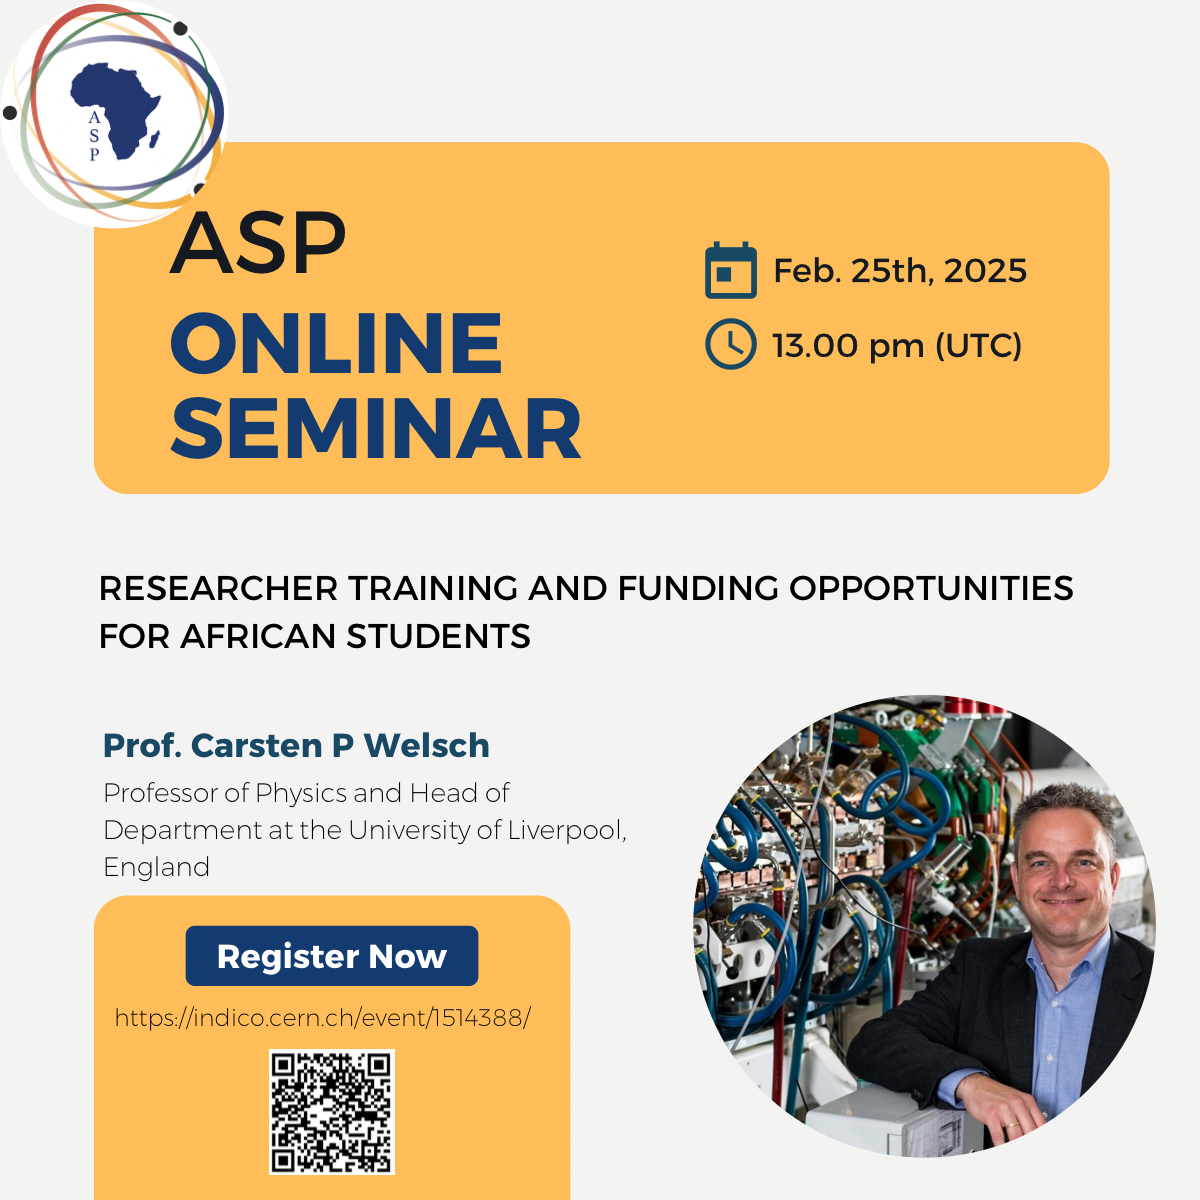 A
S
P
ASP
ONLINE
SEMINAR
Feb. 25th, 2025
13.00 pm (UTC)
RESEARCHER TRAINING AND FUNDING OPPORTUNITIES
FOR AFRICAN STUDENTS
Prof. Carsten P Welsch
Professor of Physics and Head of
Department at the University of Liverpool,
England
Register Now
https://indico.cern.ch/event/1514388/